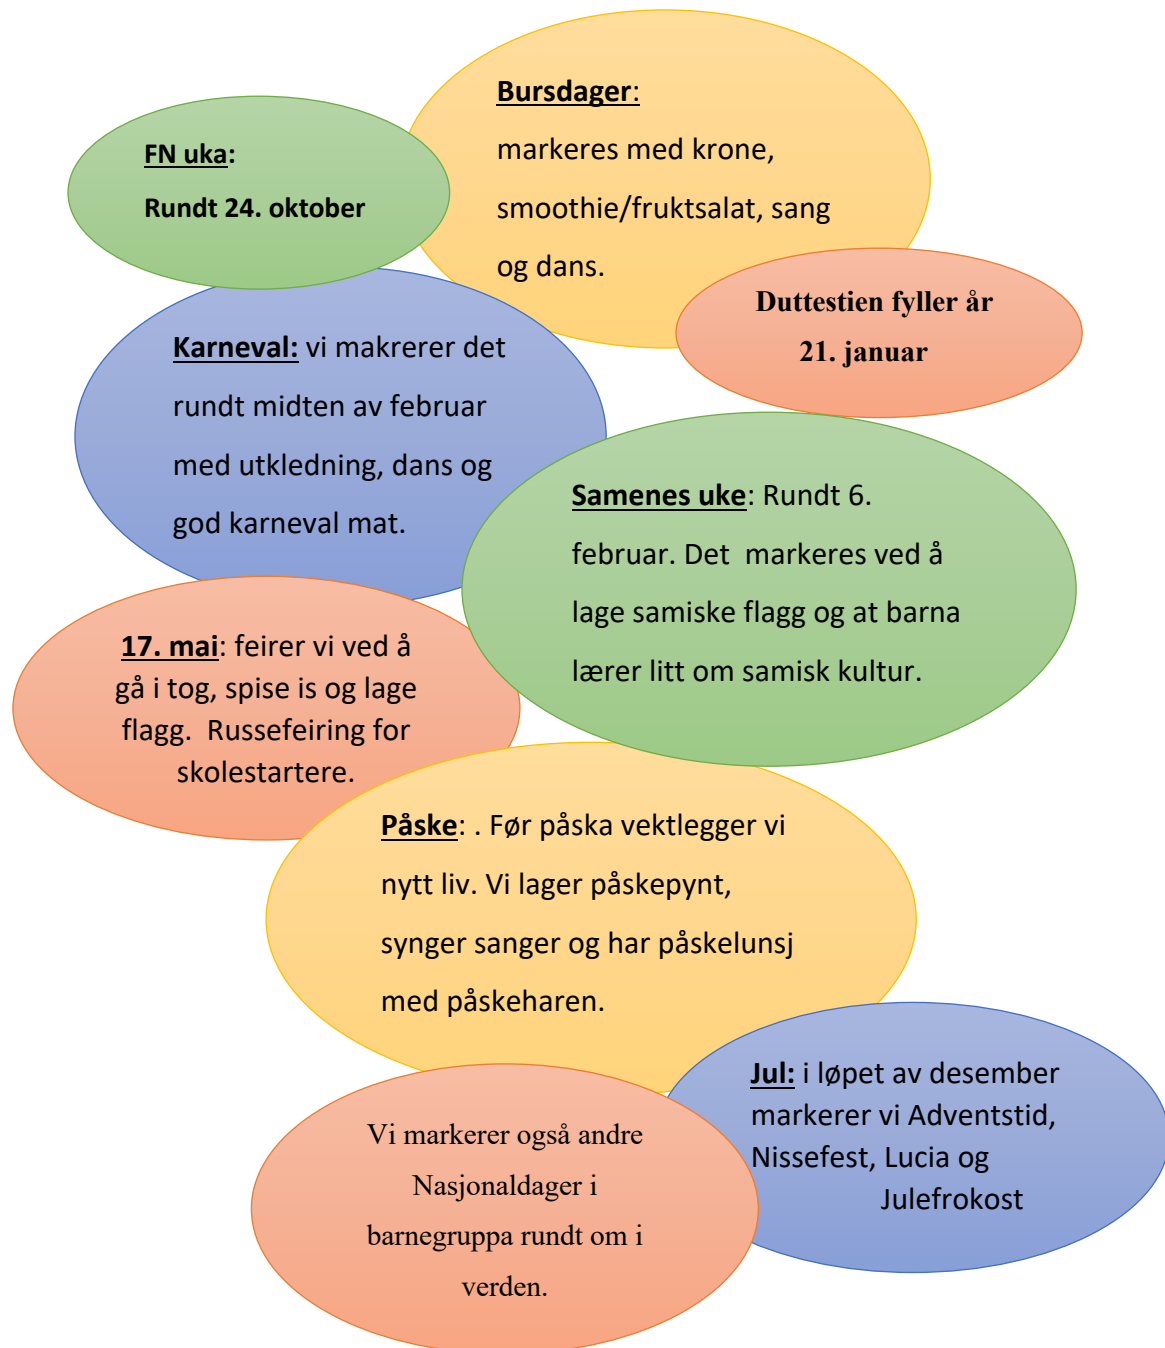 FN uka:
Rundt 24. oktober
Bursdager:
markeres med krone,
smoothie/fruktsalat, sang
og dans.
Duttestien fyller år
21. januar
Karneval: vi makrerer det
rundt midten av februar
med utkledning, dans og
god karneval mat.
Samenes uke: Rundt 6.
februar. Det  markeres ved å
lage samiske flagg og at barna
lærer litt om samisk kultur.
17. mai: feirer vi ved å
gå i tog, spise is og lage
flagg.  Russefeiring for
skolestartere.
Påske: . Før påska vektlegger vi
nytt liv. Vi lager påskepynt,
synger sanger og har påskelunsj
med påskeharen.
Jul: i løpet av desember
markerer vi Adventstid,
Nissefest, Lucia og
Julefrokost
Vi markerer også andre
Nasjonaldager i
barnegruppa rundt om i
verden.